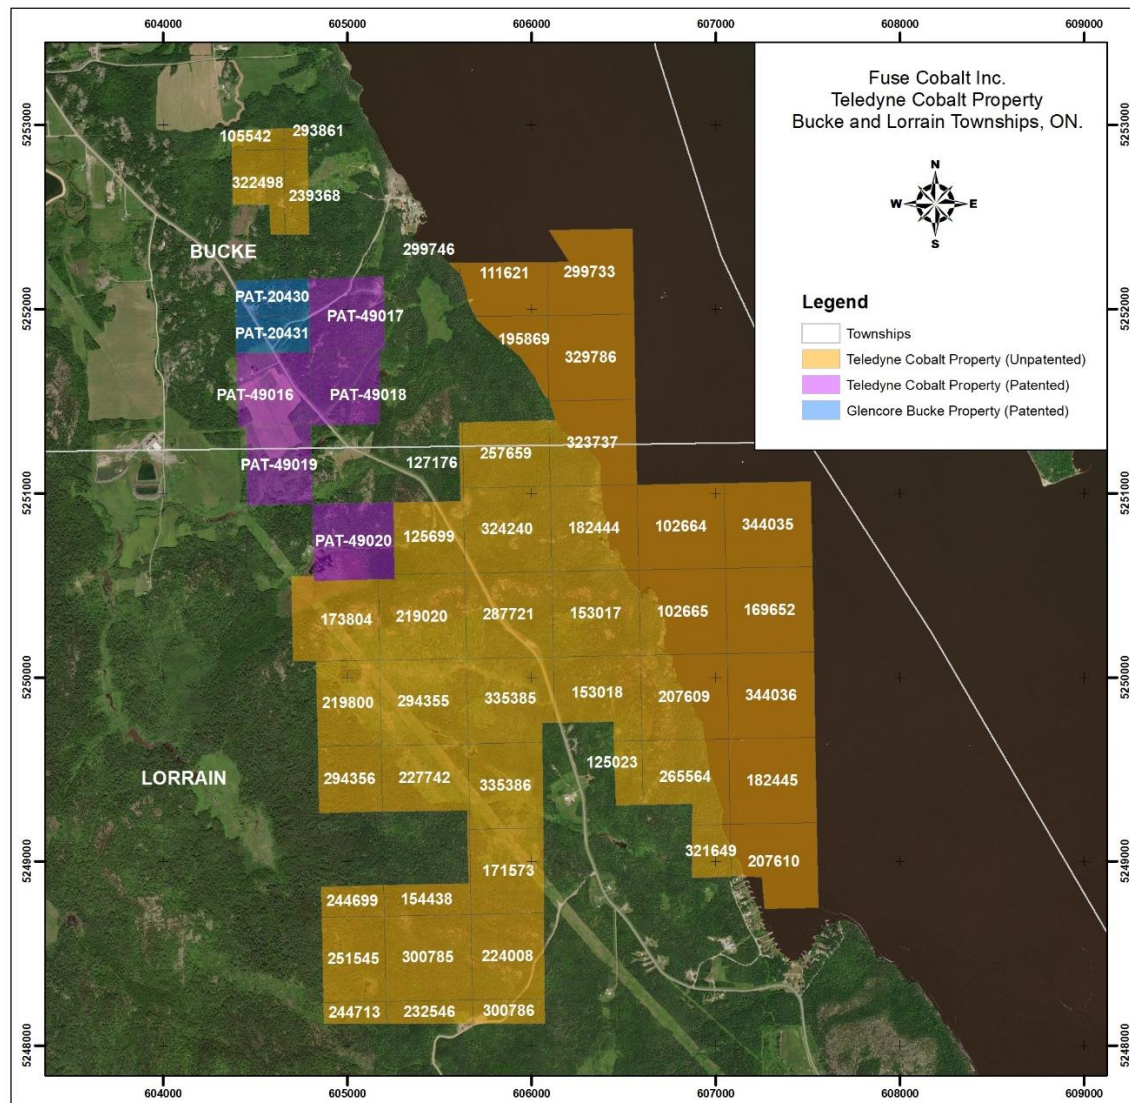 604000 605000 606000 607000 608000 609000
Fuse Cobalt Inc.
Teledyne Cobalt Property
Bucke and Lorrain Townships, ON.
N
W E
S
Legend
Townships
Teledyne Cobalt Property (Unpatented)
Teledyne Cobalt Property (Patented)
Glencore Bucke Property (Patented)
5253000 5253000
105542 293861
322498
239368
BUCKE
299746
111621 299733
5252000 5252000
PAT-20430
PAT-49017
PAT-20431
195869
329786
PAT-49016 PAT-49018
323737
257659
127176
PAT-49019
5251000 5251000
324240 182444 102664 344035
125699
PAT-49020
173804 219020 287721 153017 102665 169652
5250000 5250000
219800 294355 335385 153018 207609 344036
125023
LORRAIN
294356 227742 335386 265564 182445
321649
5249000 5249000
207610
171573
244699 154438
251545 300785 224008
244713 232546 300786
5248000 5248000
604000 605000 606000 607000 608000 609000